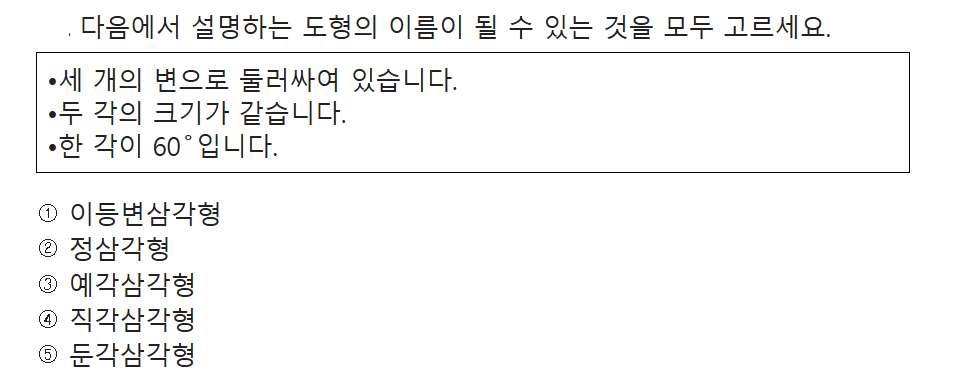 . 다음에서 설명하는 도형의 이름이 될 수 있는 것을 모두 고르세요.
•세 개의 변으로 둘러싸여 있습니다.
•두 각의 크기가 같습니다.
•한 각이 60˚입니다.
① 이등변삼각형
② 정삼각형
③ 예각삼각형
④ 직각삼각형
⑤ 둔각삼각형